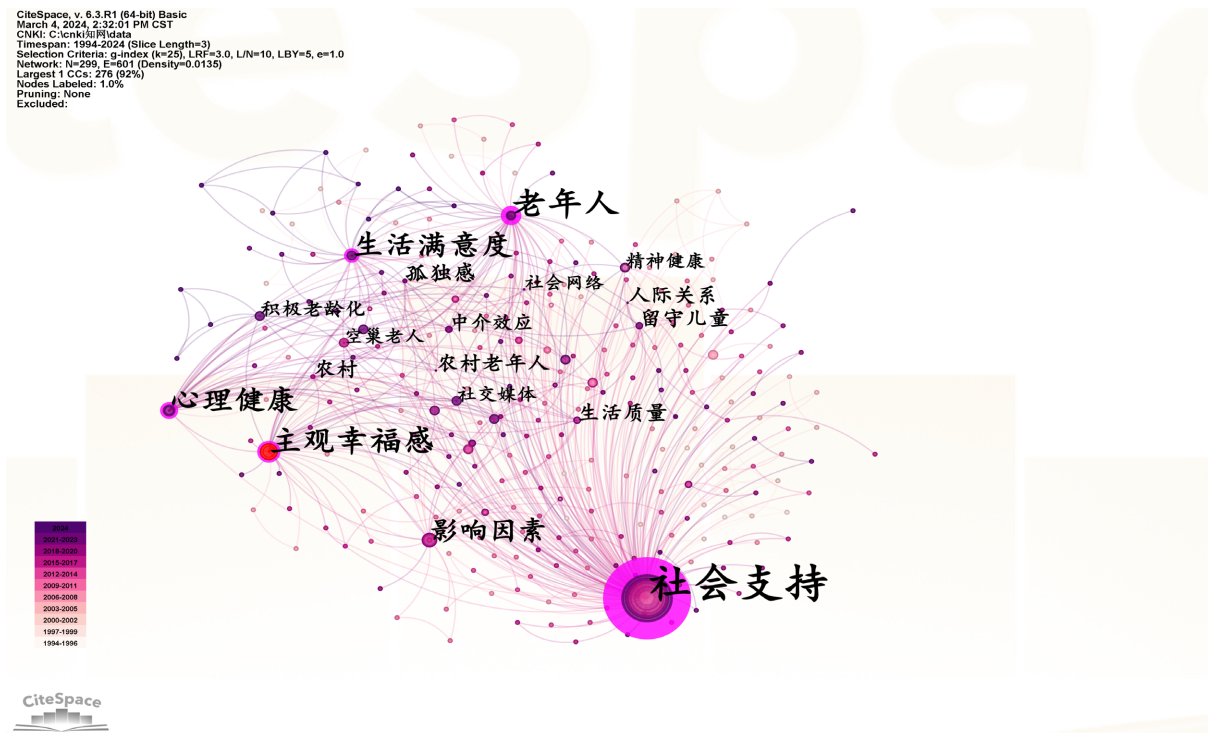 CiteSpace, v. 6.3.R1 (64-bit) Basic
March 4, 2024, 2:32:01 PM CST
CNKI: C:\cnki知网\data
Timespan: 1994-2024 (Slice Length=3)
Selection Criteria: g-index (k=25), LRF=3.0, L/N=10, LBY=5, e=1.0
Network: N=299, E=601 (Density=0.0135)
Largest 1 CCs: 276 (92%)
Nodes Labeled: 1.0%
Pruning: None
Excluded:
老年人
生活满意度
孤独感
精神健康
社会网络
人际关系
积极老龄化
留守儿童
中介效应
空巢老人
农村老年人
农村
社交媒体
心理健康
生活质量
主观幸福感
影响因素
社会支持
2024
2021-2023
2018-2020
2015-2017
2012-2014
2009-2011
2006-2008
2003-2005
2000-2002
1997-1999
1994-1996
CiteSpace